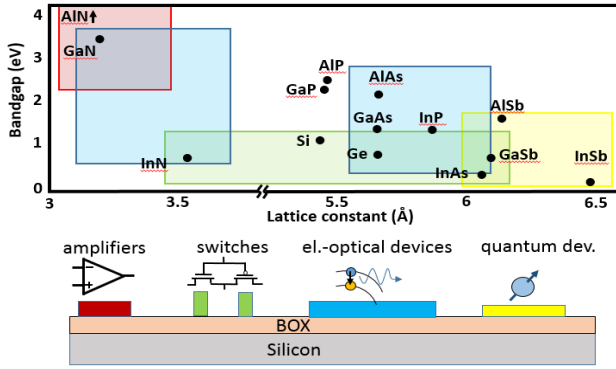 4
AlN
GaN
3
Bandgap (eV)
AlP
AlAs
GaP
2
AlSb
GaAs
InP
Si
1
InN
Ge
GaSb
InSb
InAs
0
3
3.5
5.5
6
6.5
Lattice constant (Å)
amplifiers
switches
el.-optical devices
quantum dev.
BOX
Silicon